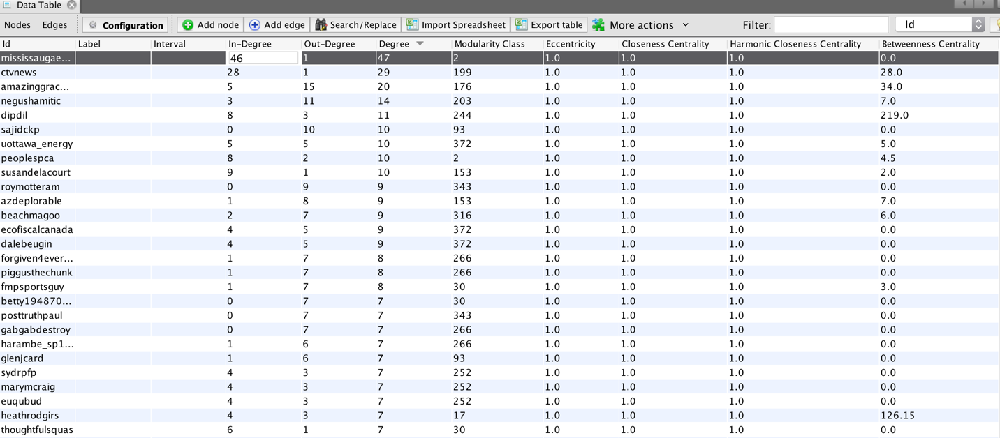 Data Table
Nodes Edges Configuration Add node Add edge Search/Replace Import Spreadsheet Export table More actions Filter: Id
Id Label Interval In-Degree Out-Degree Degree Modularity Class Eccentricity Closeness Centrality Harmonic Closeness Centrality Betweenness Centrality
mississaugae... 46 1 47 2 1.0 1.0 1.0 0.0
ctvnews 28 1 29 199 1.0 1.0 1.0 28.0
amazinggrac... 5 15 20 176 1.0 1.0 1.0 34.0
negushamitic 3 11 14 203 1.0 1.0 1.0 7.0
dipdil 8 3 11 244 1.0 1.0 1.0 219.0
sajidckp 0 10 10 93 1.0 1.0 1.0 0.0
uottawa_energy 5 5 10 372 1.0 1.0 1.0 5.0
peoplespca 8 2 10 2 1.0 1.0 1.0 4.5
susandelacourt 9 1 10 153 1.0 1.0 1.0 2.0
roymotteram 0 9 9 343 1.0 1.0 1.0 0.0
azdeplorable 1 8 9 153 1.0 1.0 1.0 7.0
beachmagoo 2 7 9 316 1.0 1.0 1.0 6.0
ecofiscalcanada 4 5 9 372 1.0 1.0 1.0 0.0
dalebeugin 4 5 9 372 1.0 1.0 1.0 0.0
forgiven4ever... 1 7 8 266 1.0 1.0 1.0 0.0
piggusthechunk 1 7 8 266 1.0 1.0 1.0 0.0
fmpsportsguy 1 7 8 30 1.0 1.0 1.0 3.0
betty194870... 0 7 7 30 1.0 1.0 1.0 0.0
posttruthpaul 0 7 7 343 1.0 1.0 1.0 0.0
gabgabdestroy 0 7 7 266 1.0 1.0 1.0 0.0
harambe_sp1... 1 6 7 266 1.0 1.0 1.0 0.0
glenjcard 1 6 7 93 1.0 1.0 1.0 0.0
sydrpfp 4 3 7 252 1.0 1.0 1.0 0.0
marymcraig 4 3 7 252 1.0 1.0 1.0 0.0
euqubud 4 3 7 252 1.0 1.0 1.0 0.0
heathrodgirs 4 3 7 17 1.0 1.0 1.0 126.15
thoughtfulsquas 6 1 7 30 1.0 1.0 1.0 0.0